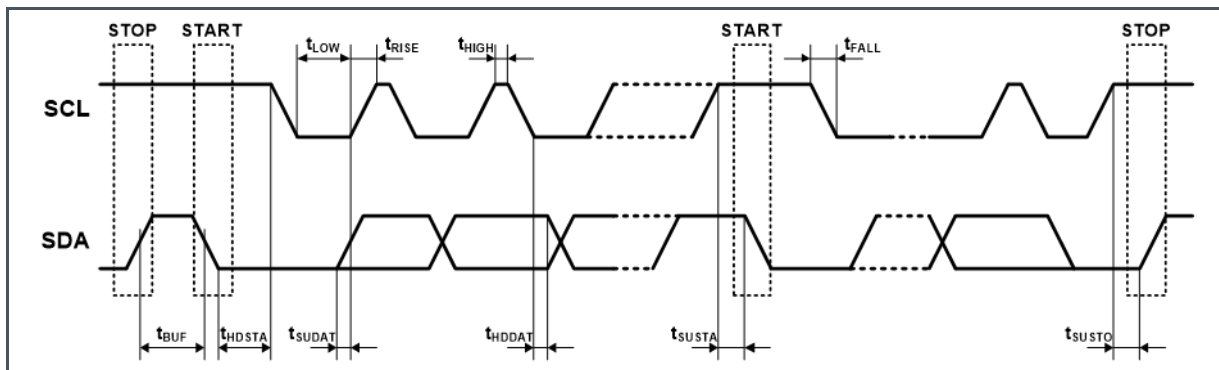 STOP START START STOP
tLOW tRISE tHIGH tFALL
SCL
SDA
tBUF tHDSTA tSUDAT tHDDAT tSUSTA tSUSTO